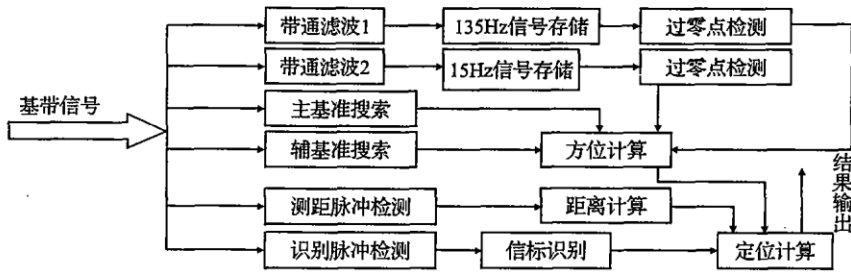 带通滤波1
135Hz信号存储
过零点检测
带通滤波2
15Hz信号存储
过零点检测
基带信号
主基准搜索
辅基准搜索
方位计算
结果输出
测距脉冲检测
距离计算
识别脉冲检测
信标识别
定位计算